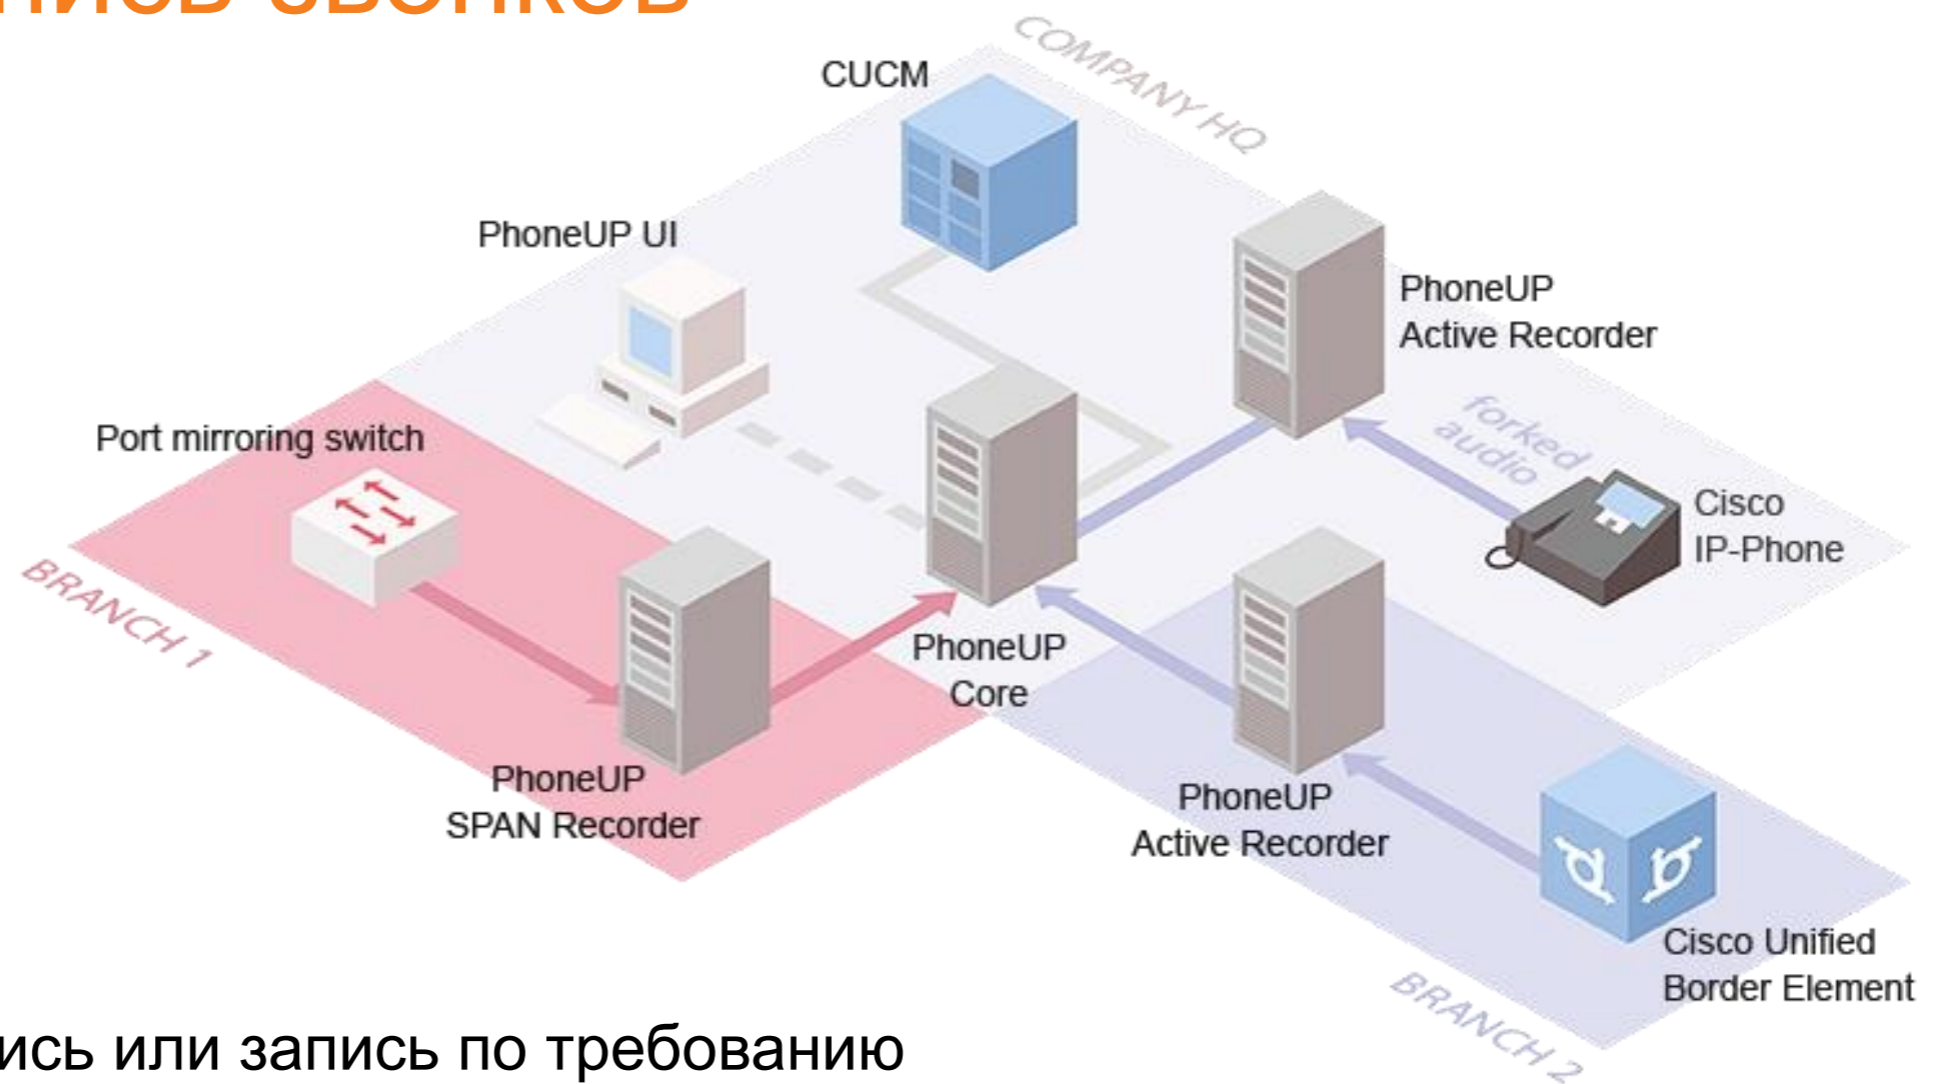 звонков
COMPANY HQ
CUCM
PhoneUP UI
PhoneUP
Active Recorder
forked
audio
Port mirroring switch
Cisco
IP-Phone
BRANCH 1
PhoneUP
Core
PhoneUP
SPAN Recorder
PhoneUP
Active Recorder
Cisco Unified
Border Element
BRANCH 2
или запись по требованию